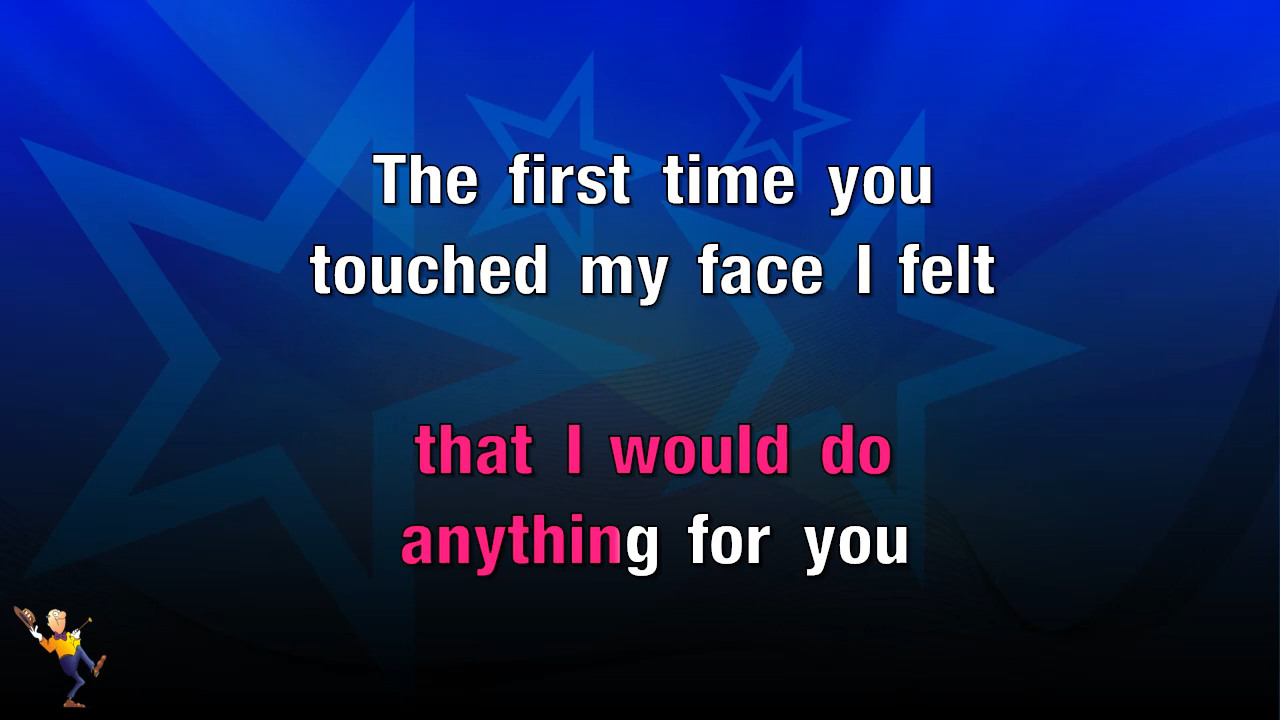 The first time you
touched my face I felt
that I would do
anything for you